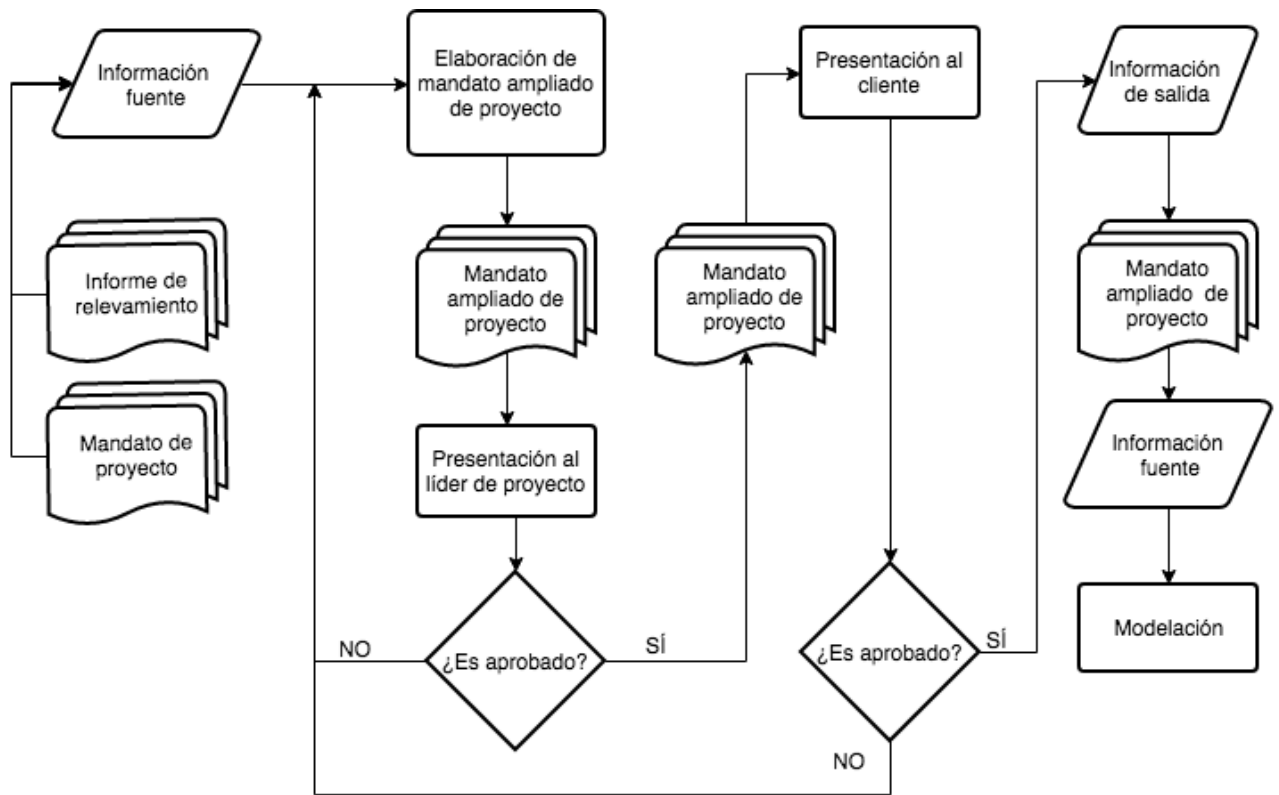 Información
fuente
Informe de
relevamiento
Mandato de
proyecto
Elaboración de
mandato ampliado
de proyecto
Mandato
ampliado de
proyecto
Presentación al
líder de proyecto
¿Es aprobado?
NO
SÍ
Mandato
ampliado de
proyecto
Presentación al
cliente
¿Es aprobado?
SÍ
NO
Información
de salida
Mandato
ampliado de
proyecto
Información
fuente
Modelación